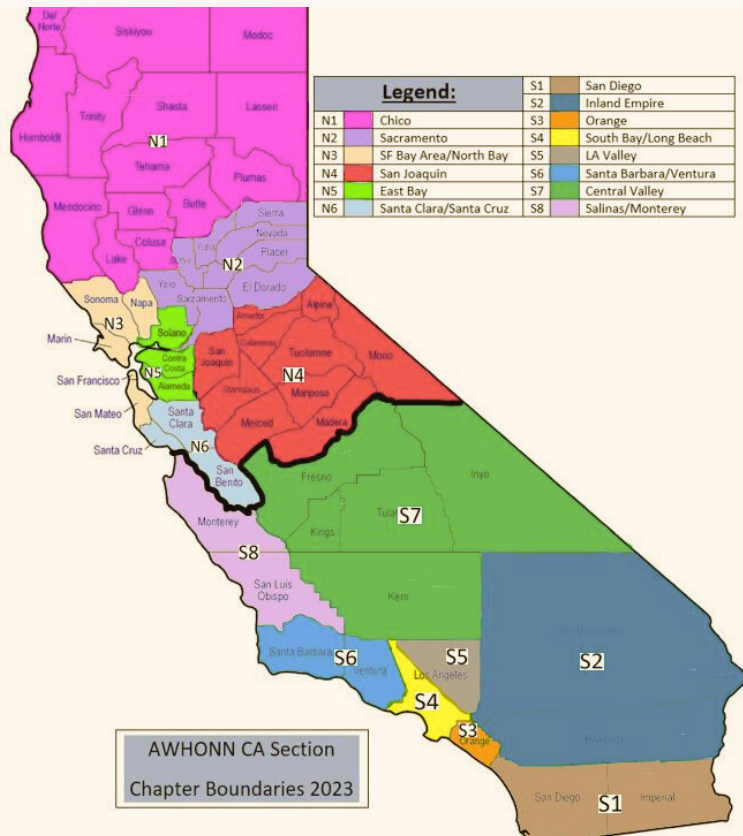 Del
Norte
Siskiyou
Modoc
Humboldt
Trinity
Shasta
Lassen
N1
Tehama
Plumas
Mendocino
Glenn
Butte
Lake
Colusa
Sierra
Nevada
Yuba
Placer
N2
Yolo
El Dorado
Sacramento
Sonoma
Napa
N3
Marin
Solano
Alpine
Amador
Calaveras
San
Joaquin
Tuolumne
Mono
Contra
Costa
N5
Alameda
San Francisco
San Mateo
Stanislaus
N4
Mariposa
Merced
Madera
Santa
Clara
Santa Cruz
N6
San
Benito
Fresno
Inyo
Monterey
Kings
S7
S8
San Luis
Obispo
Kern
Santa Barbara
S6
Ventura
S5
Los Angeles
S4
S2
S3
Orange
San Diego
S1
Imperial
Legend:
N1 Chico
N2 Sacramento
N3 SF Bay Area/North Bay
N4 San Joaquin
N5 East Bay
N6 Santa Clara/Santa Cruz
S1 San Diego
S2 Inland Empire
S3 Orange
S4 South Bay/Long Beach
S5 LA Valley
S6 Santa Barbara/Ventura
S7 Central Valley
S8 Salinas/Monterey
AWHONN CA Section
Chapter Boundaries 2023